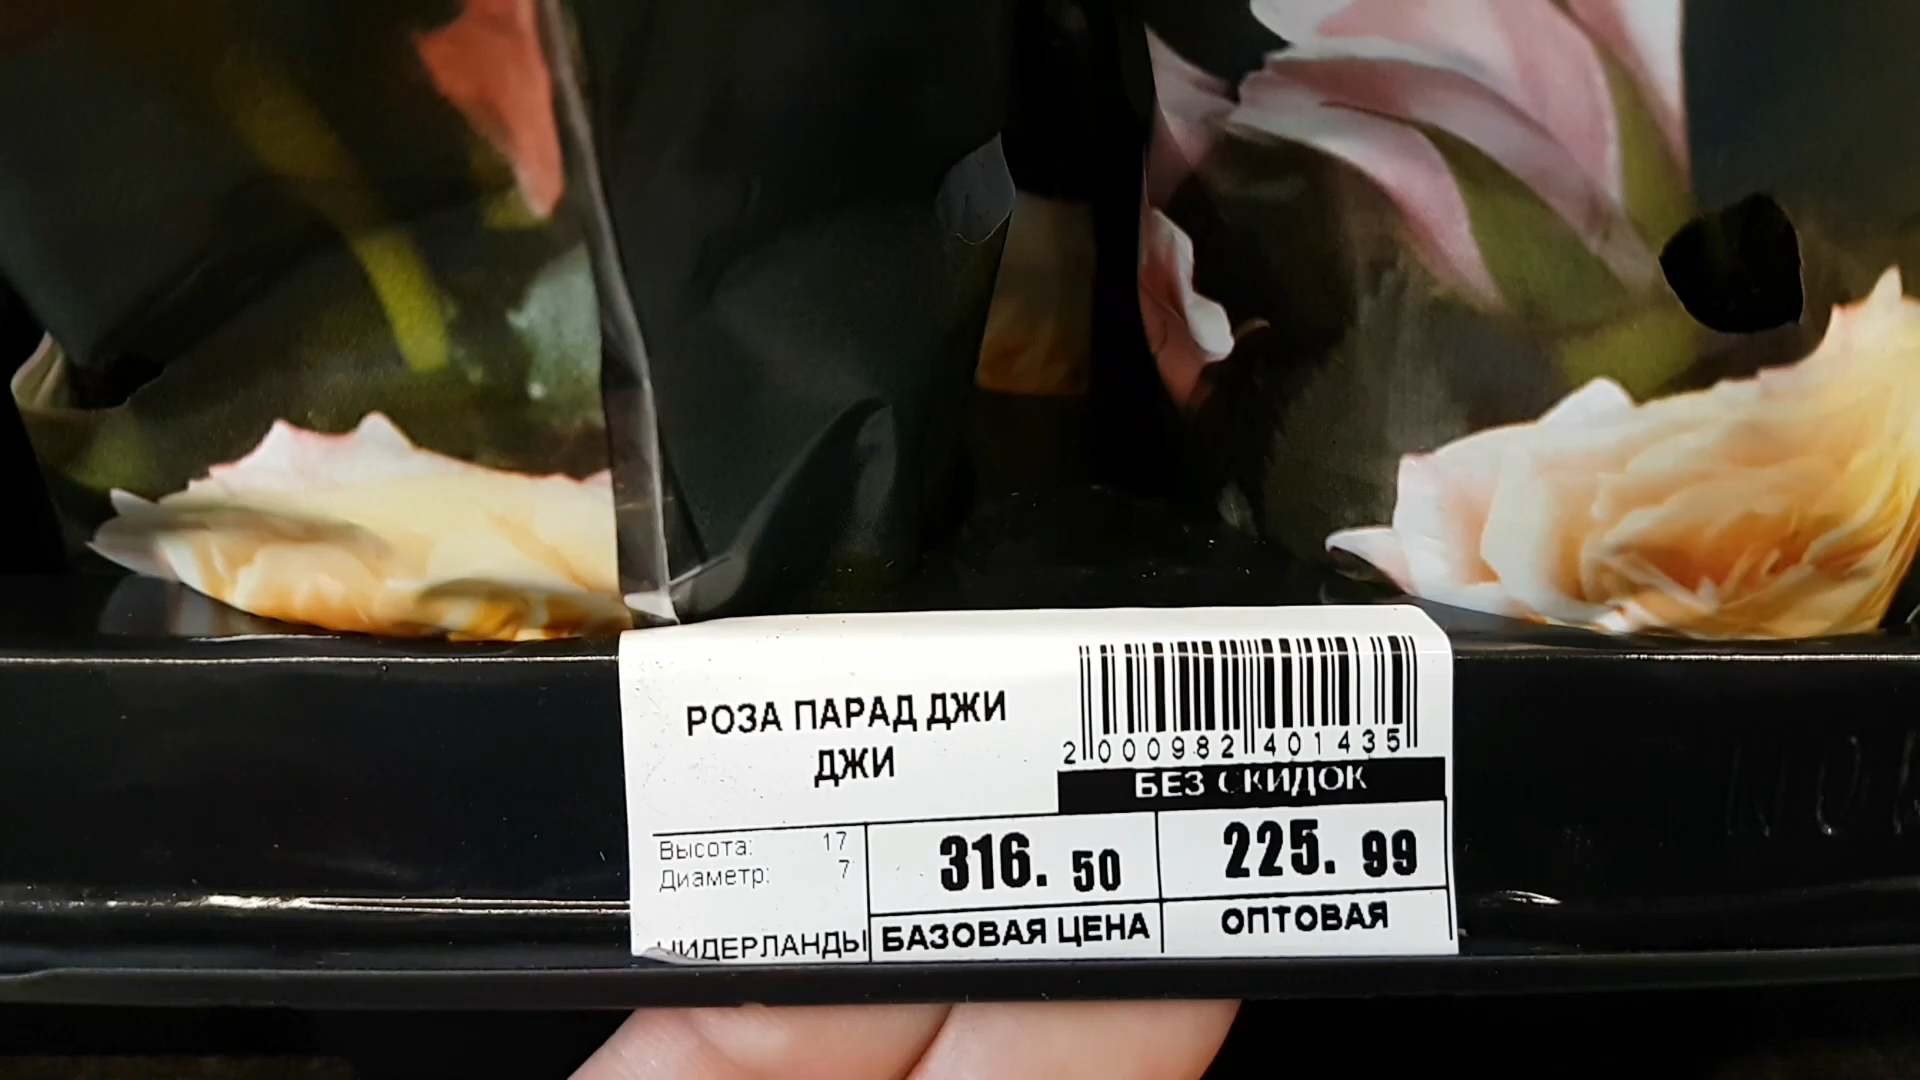 РОЗА ПАРАД ДЖИ
ДЖИ
2 000982 401435
БЕЗ СКИДОК
Высота: 17
Диаметр: 7
316. 50
225. 99
НИДЕРЛАНДЫ
БАЗОВАЯ ЦЕНА
ОПТОВАЯ